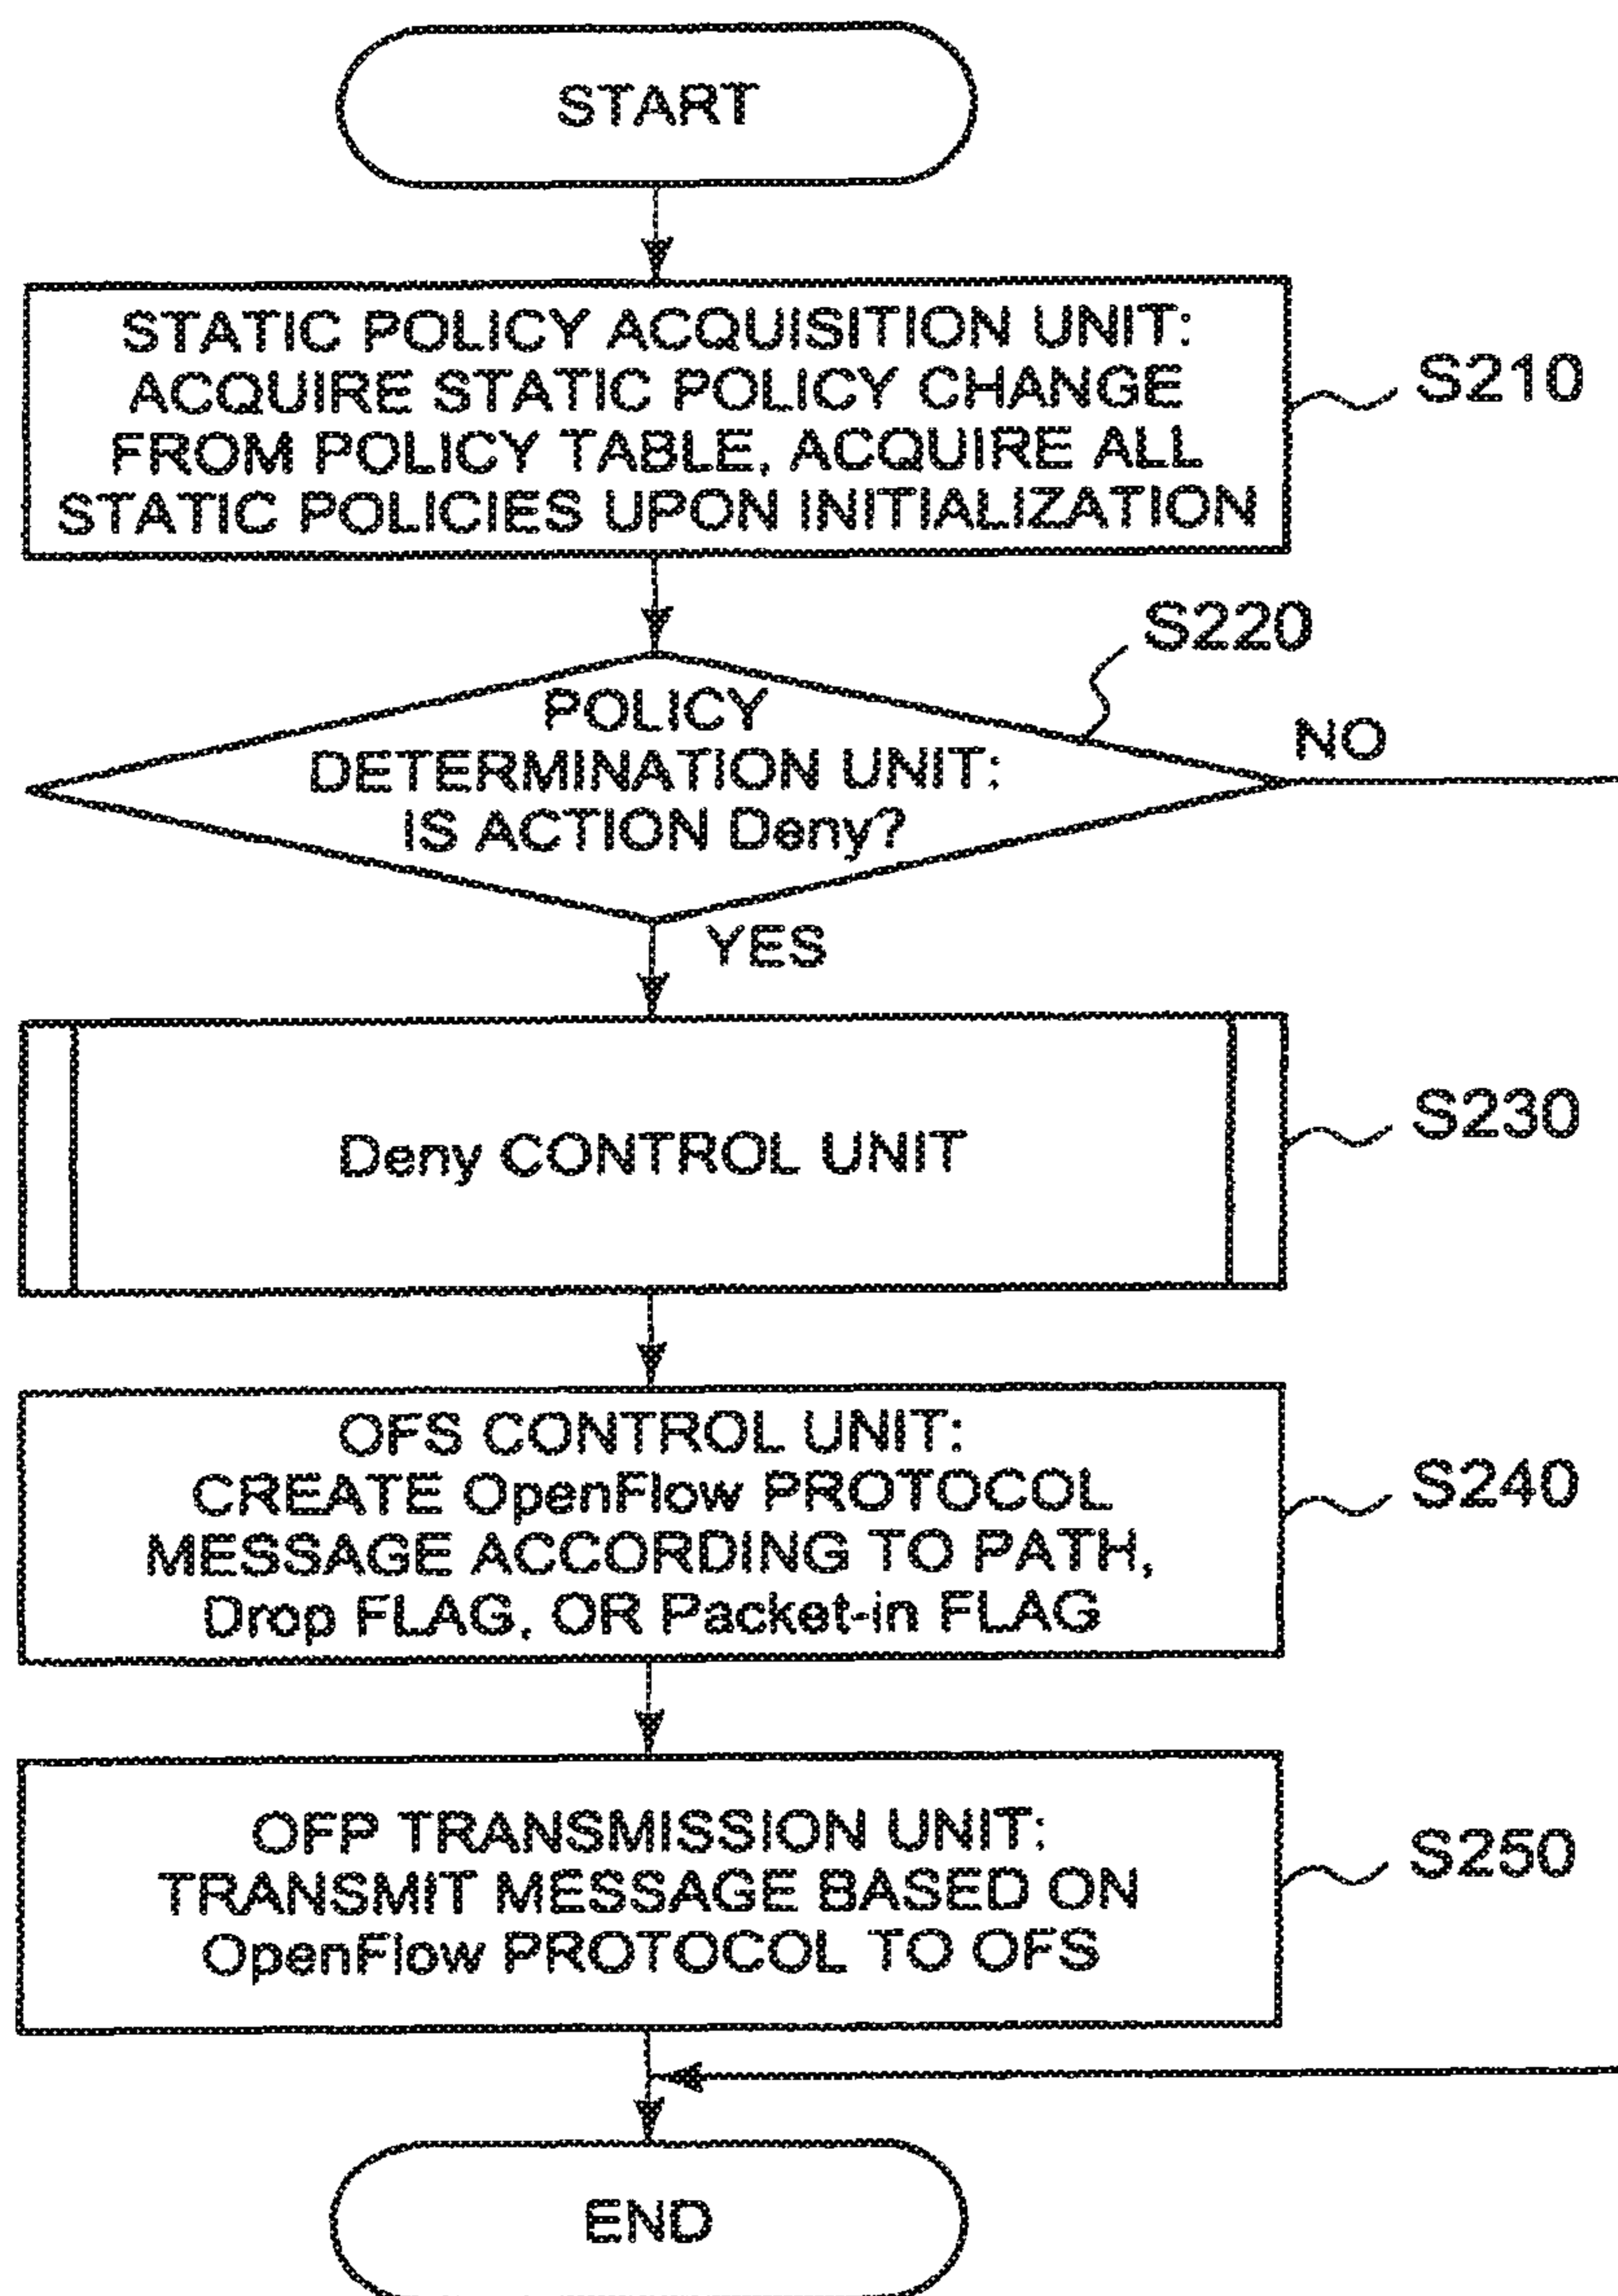 START
STATIC POLICY ACQUISITION UNIT:
ACQUIRE STATIC POLICY CHANGE
FROM POLICY TABLE, ACQUIRE ALL
STATIC POLICIES UPON INITIALIZATION
S210
S220
POLICY
DETERMINATION UNIT:
IS ACTION Deny?
NO
YES
Deny CONTROL UNIT
S230
OFS CONTROL UNIT:
CREATE OpenFlow PROTOCOL
MESSAGE ACCORDING TO PATH,
Drop FLAG, OR Packet-in FLAG
S240
OFP TRANSMISSION UNIT:
TRANSMIT MESSAGE BASED ON
OpenFlow PROTOCOL TO OFS
S250
END